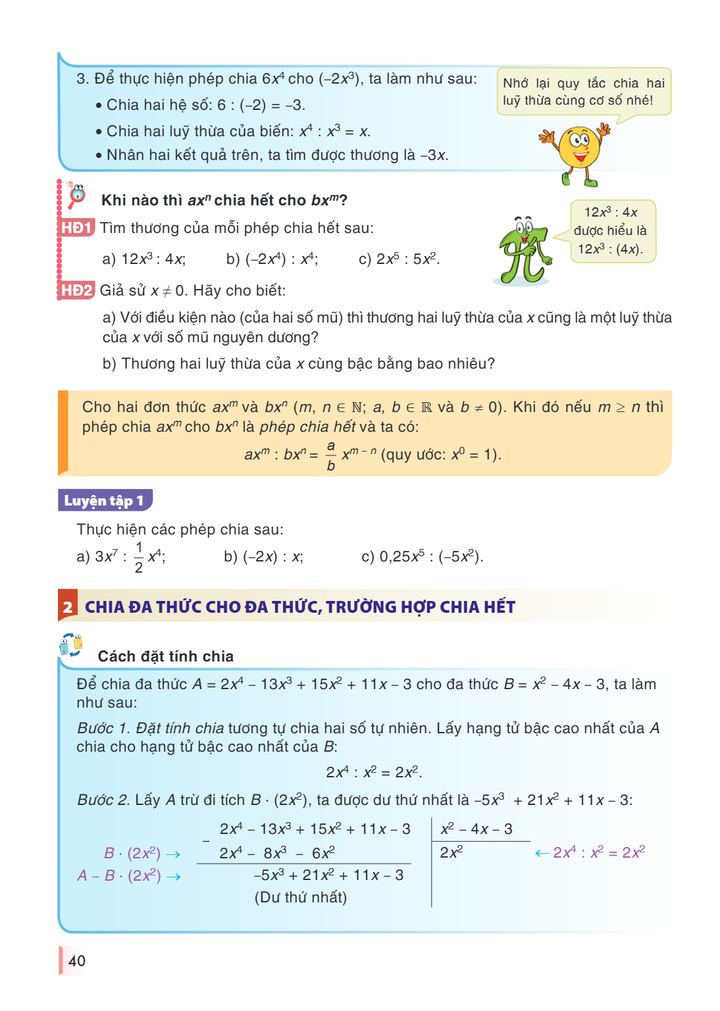 3. Để thực hiện phép chia 6x⁴ cho (–2x³), ta làm như sau:
• Chia hai hệ số: 6 : (–2) = –3.
• Chia hai luỹ thừa của biến: x⁴ : x³ = x.
• Nhân hai kết quả trên, ta tìm được thương là –3x.
Nhớ lại quy tắc chia hai
luỹ thừa cùng cơ số nhé!
Khi nào thì axⁿ chia hết cho bxᵐ?
HĐ1 Tìm thương của mỗi phép chia hết sau:
a) 12x³ : 4x; b) (–2x⁴) : x⁴; c) 2x⁵ : 5x².
12x³ : 4x
được hiểu là
12x³ : (4x).
HĐ2 Giả sử x ≠ 0. Hãy cho biết:
a) Với điều kiện nào (của hai số mũ) thì thương hai luỹ thừa của x cũng là một luỹ thừa
của x với số mũ nguyên dương?
b) Thương hai luỹ thừa của x cùng bậc bằng bao nhiêu?
Cho hai đơn thức axᵐ và bxⁿ (m, n ∈ ℕ; a, b ∈ ℝ và b ≠ 0). Khi đó nếu m ≥ n thì
phép chia axᵐ cho bxⁿ là phép chia hết và ta có:
axᵐ : bxⁿ = a/b xᵐ ⁻ ⁿ (quy ước: x⁰ = 1).
Luyện tập 1
Thực hiện các phép chia sau:
a) 3x⁷ : 1/2 x⁴; b) (–2x) : x; c) 0,25x⁵ : (–5x²).
2 CHIA ĐA THỨC CHO ĐA THỨC, TRƯỜNG HỢP CHIA HẾT
Cách đặt tính chia
Để chia đa thức A = 2x⁴ – 13x³ + 15x² + 11x – 3 cho đa thức B = x² – 4x – 3, ta làm
như sau:
Bước 1. Đặt tính chia tương tự chia hai số tự nhiên. Lấy hạng tử bậc cao nhất của A
chia cho hạng tử bậc cao nhất của B:
2x⁴ : x² = 2x².
Bước 2. Lấy A trừ đi tích B · (2x²), ta được dư thứ nhất là –5x³ + 21x² + 11x – 3:
– 2x⁴ – 13x³ + 15x² + 11x – 3 x² – 4x – 3
B · (2x²) → 2x⁴ – 8x³ – 6x² 2x² ← 2x⁴ : x² = 2x²
A – B · (2x²) → –5x³ + 21x² + 11x – 3
(Dư thứ nhất)
40